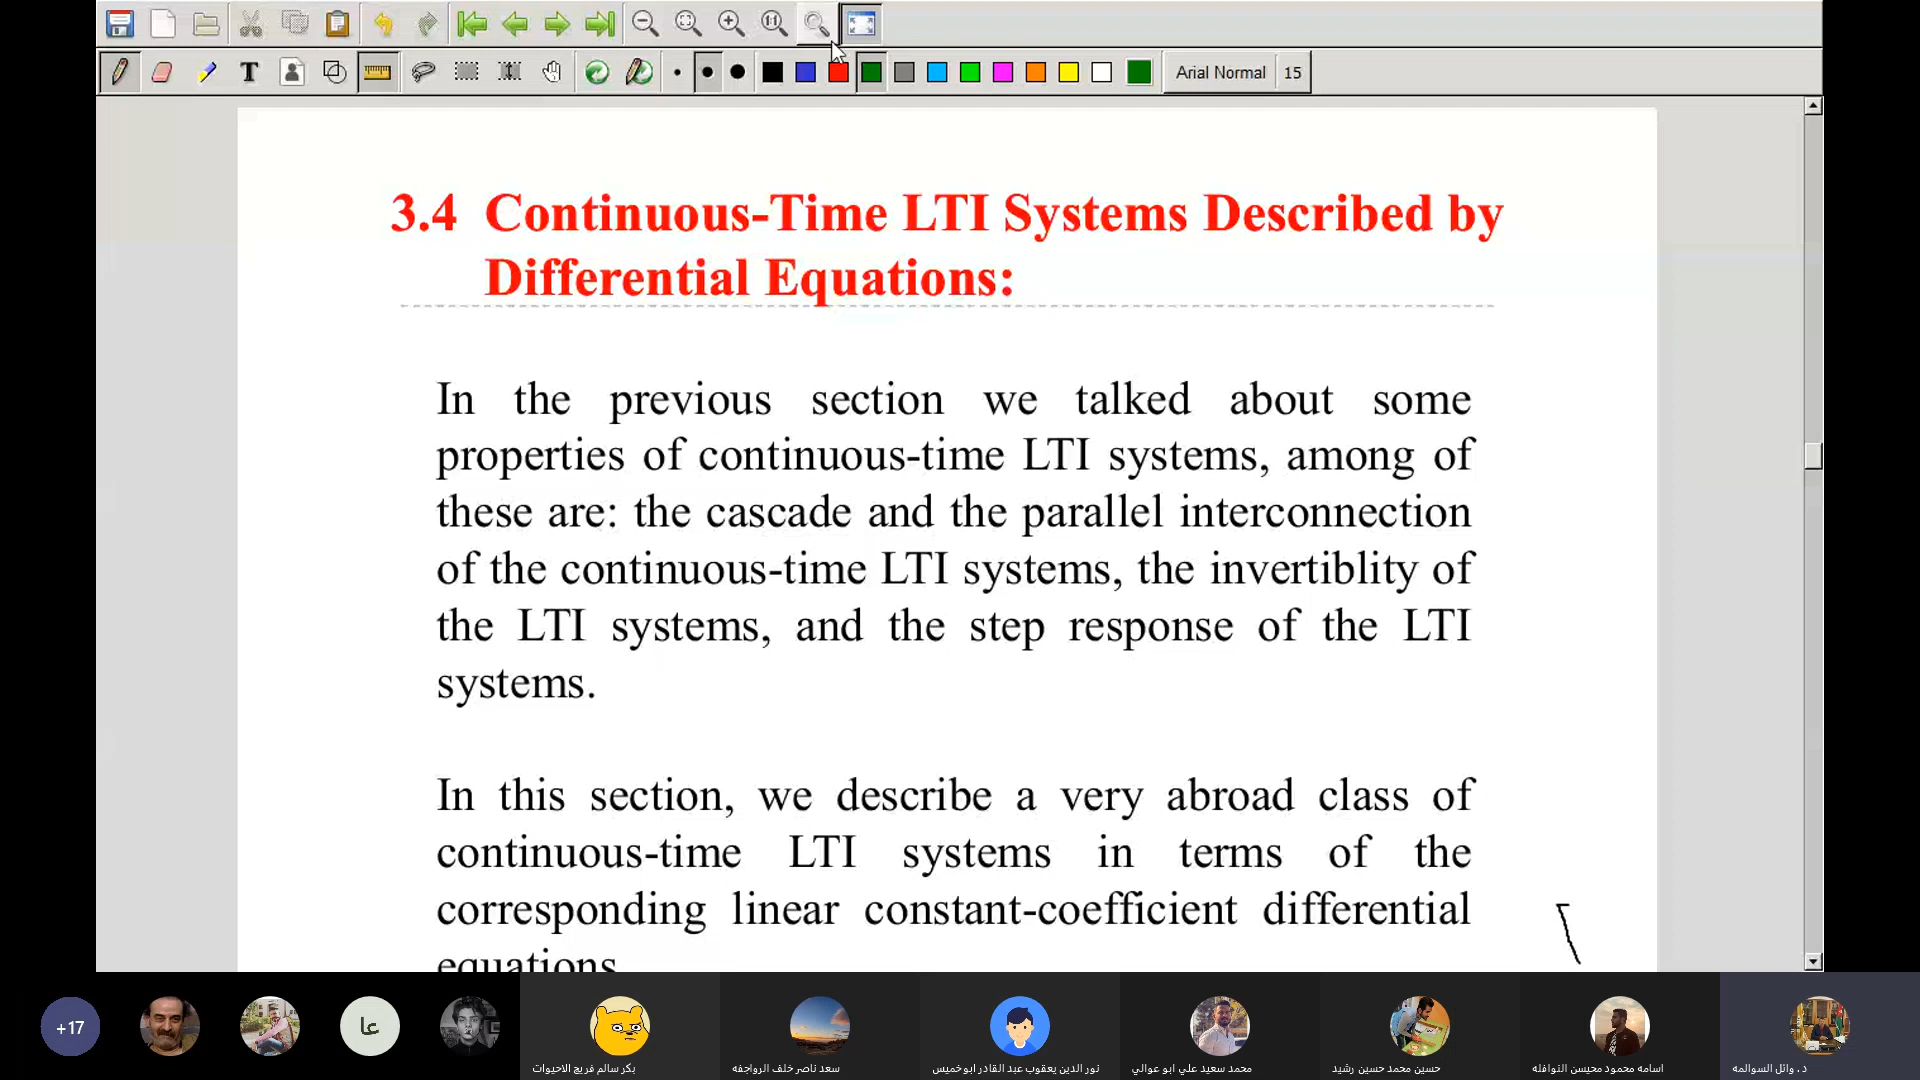 T
Arial Normal 15
3.4 Continuous-Time LTI Systems Described by
Differential Equations:
In the previous section we talked about some
properties of continuous-time LTI systems, among of
these are: the cascade and the parallel interconnection
of the continuous-time LTI systems, the invertiblity of
the LTI systems, and the step response of the LTI
systems.
In this section, we describe a very abroad class of
continuous-time LTI systems in terms of the
corresponding linear constant-coefficient differential
equations
+17
عا
بكر سالم فريج الاحيوات
سعد ناصر خلف الرواجفه
نور الدين يعقوب عبد القادر ابوخميس
محمد سعيد علي ابو عوالي
حسين محمد حسين رشيد
اسامه محمود محيسن النوافله
د. وائل السوالمه